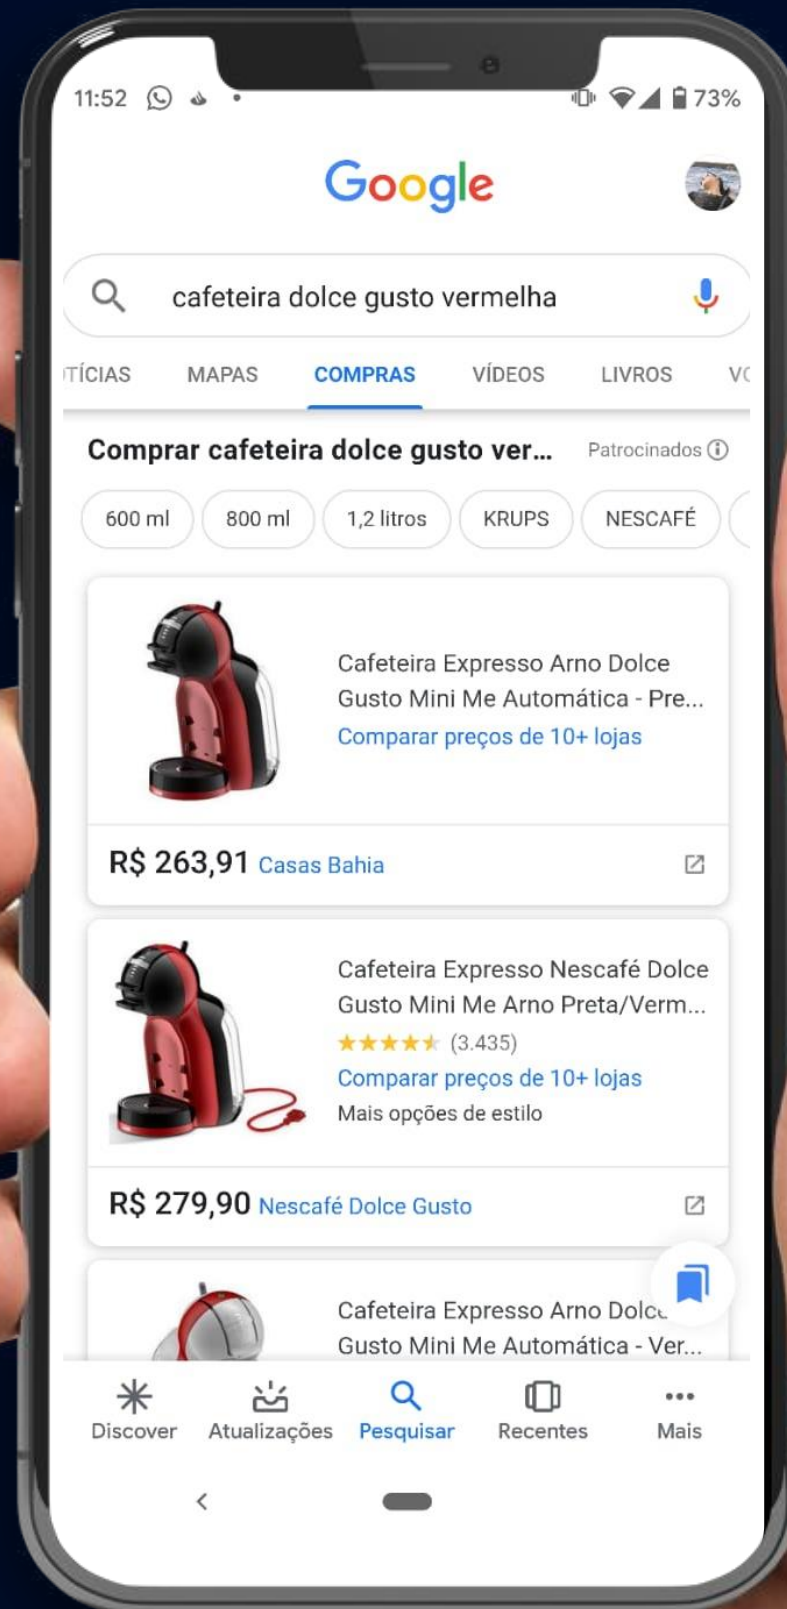 11:52
73%
Google
cafeteira dolce gusto vermelha
TÍCIAS MAPAS COMPRAS VÍDEOS LIVROS
Comprar cafeteira dolce gusto ver... Patrocinados
600 ml 800 ml 1,2 litros KRUPS NESCAFÉ
Cafeteira Expresso Arno Dolce
Gusto Mini Me Automática - Pre...
Comparar preços de 10+ lojas
R$ 263,91 Casas Bahia
Cafeteira Expresso Nescafé Dolce
Gusto Mini Me Arno Preta/Verm...
(3.435)
Comparar preços de 10+ lojas
Mais opções de estilo
R$ 279,90 Nescafé Dolce Gusto
Cafeteira Expresso Arno Dolce
Gusto Mini Me Automática - Ver...
Discover Atualizações Pesquisar Recentes Mais